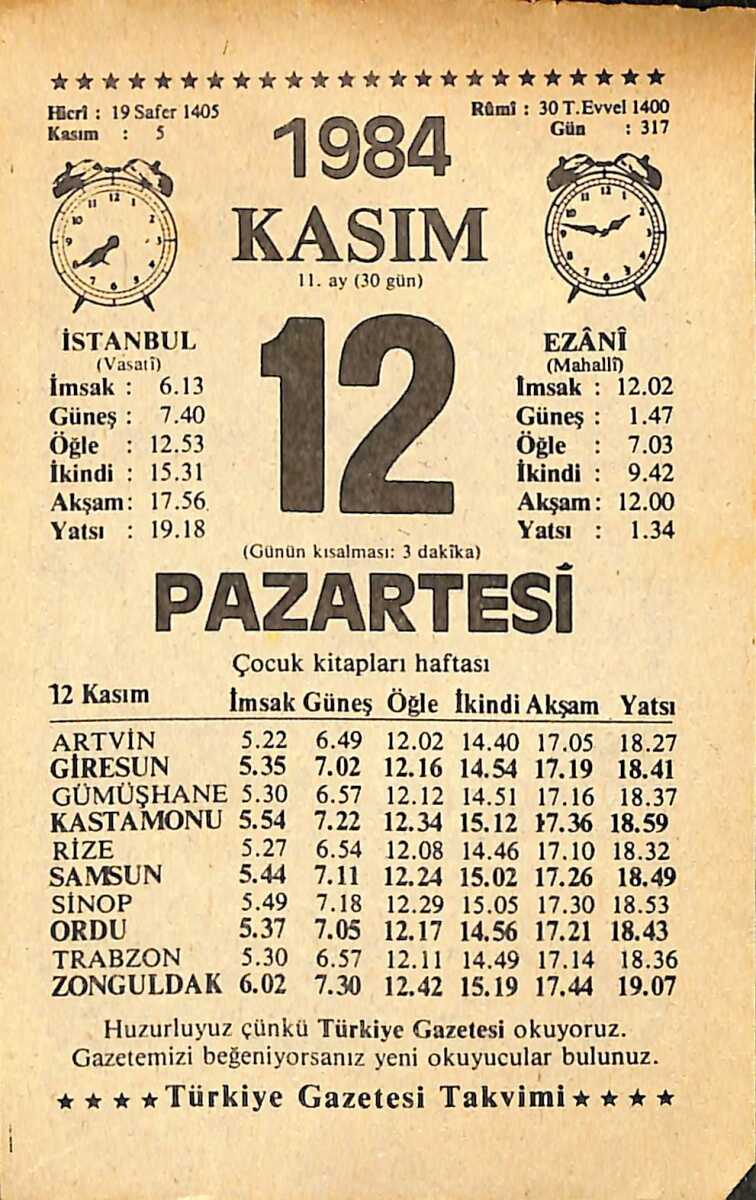 ★★★★★★★★★★★★★★★★★★★★★★★★
Hicrî : 19 Safer 1405
Kasım : 5
Rûmî : 30 T.Evvel 1400
Gün : 317
1984
KASIM
11. ay (30 gün)
12
İSTANBUL
(Vasatî)
İmsak : 6.13
Güneş : 7.40
Öğle : 12.53
İkindi : 15.31
Akşam: 17.56
Yatsı : 19.18
EZÂNÎ
(Mahallî)
İmsak : 12.02
Güneş : 1.47
Öğle : 7.03
İkindi : 9.42
Akşam: 12.00
Yatsı : 1.34
(Günün kısalması: 3 dakîka)
PAZARTESİ
Çocuk kitapları haftası
12 Kasım İmsak Güneş Öğle İkindi Akşam Yatsı
ARTVİN 5.22 6.49 12.02 14.40 17.05 18.27
GİRESUN 5.35 7.02 12.16 14.54 17.19 18.41
GÜMÜŞHANE 5.30 6.57 12.12 14.51 17.16 18.37
KASTAMONU 5.54 7.22 12.34 15.12 17.36 18.59
RİZE 5.27 6.54 12.08 14.46 17.10 18.32
SAMSUN 5.44 7.11 12.24 15.02 17.26 18.49
SİNOP 5.49 7.18 12.29 15.05 17.30 18.53
ORDU 5.37 7.05 12.17 14.56 17.21 18.43
TRABZON 5.30 6.57 12.11 14.49 17.14 18.36
ZONGULDAK 6.02 7.30 12.42 15.19 17.44 19.07
Huzurluyuz çünkü Türkiye Gazetesi okuyoruz.
Gazetemizi beğeniyorsanız yeni okuyucular bulunuz.
★★★★Türkiye Gazetesi Takvimi★★★★